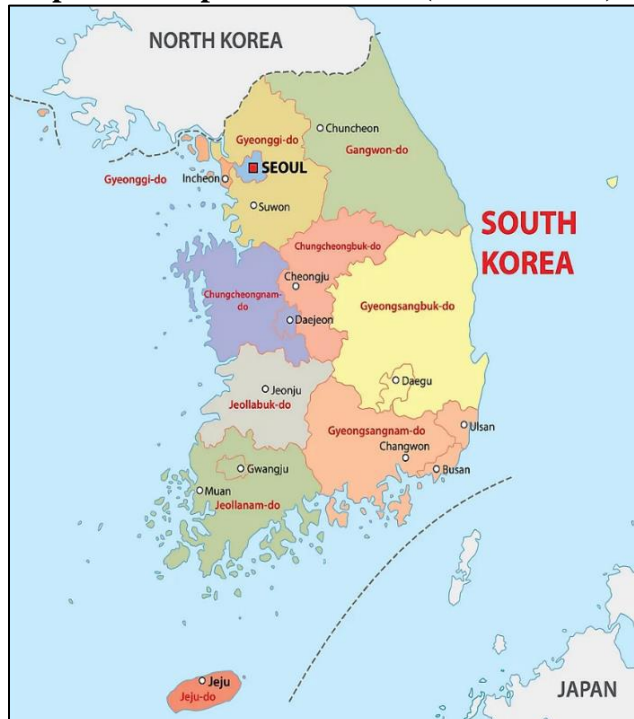 NORTH KOREA
Chuncheon
Gyeonggi-do
Gangwon-do
SEOUL
Gyeonggi-do
Incheon
Suwon
SOUTH
KOREA
Chungcheongbuk-do
Cheongju
Chungcheongnam-
do
Gyeongsangbuk-do
Daejeon
Daegu
Jeonju
Jeollabuk-do
Gyeongsangnam-do
Ulsan
Changwon
Gwangju
Busan
Muan
Jeollanam-do
Jeju
Jeju-do
JAPAN